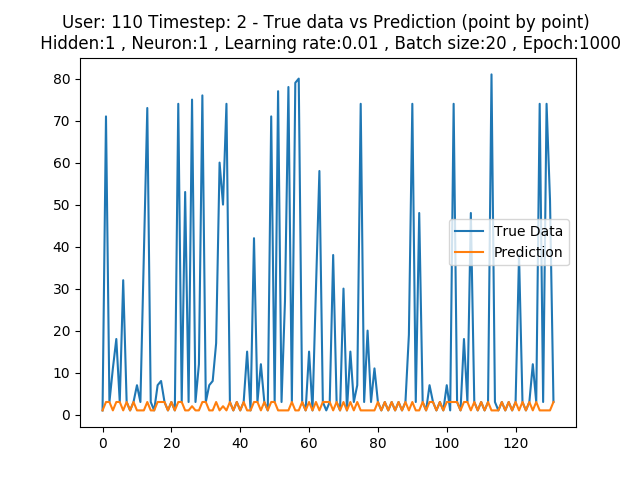 User: 110 Timestep: 2 - True data vs Prediction (point by point)
Hidden:1 , Neuron:1 , Learning rate:0.01 , Batch size:20 , Epoch:1000
80
70
60
50
40
30
20
10
0
True Data
Prediction
0 20 40 60 80 100 120